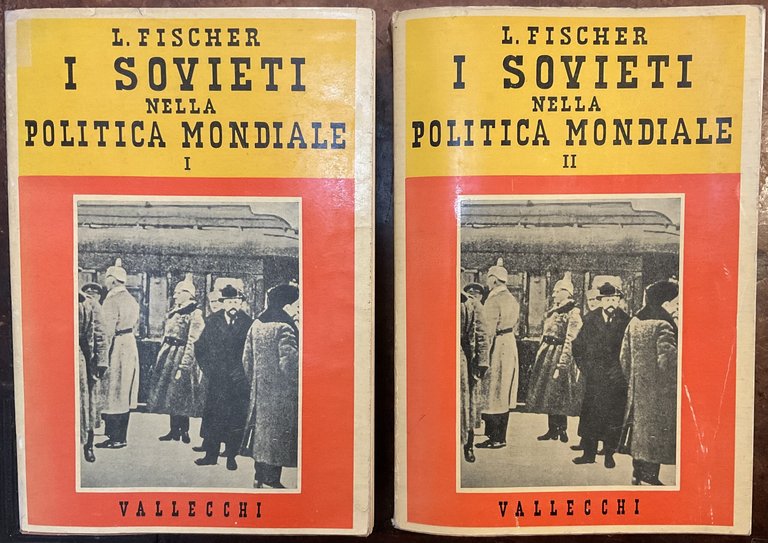 L. FISCHER
I SOVIETI
NELLA
POLITICA MONDIALE
I
VALLECCHI
L. FISCHER
I SOVIETI
NELLA
POLITICA MONDIALE
II
VALLECCHI